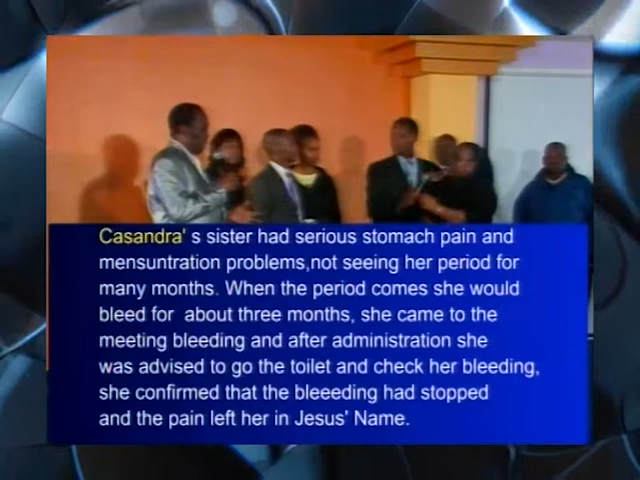 Casandra' s sister had serious stomach pain and
mensuntration problems,not seeing her period for
many months. When the period comes she would
bleed for about three months, she came to the
meeting bleeding and after administration she
was advised to go the toilet and check her bleeding,
she confirmed that the bleeeding had stopped
and the pain left her in Jesus' Name.